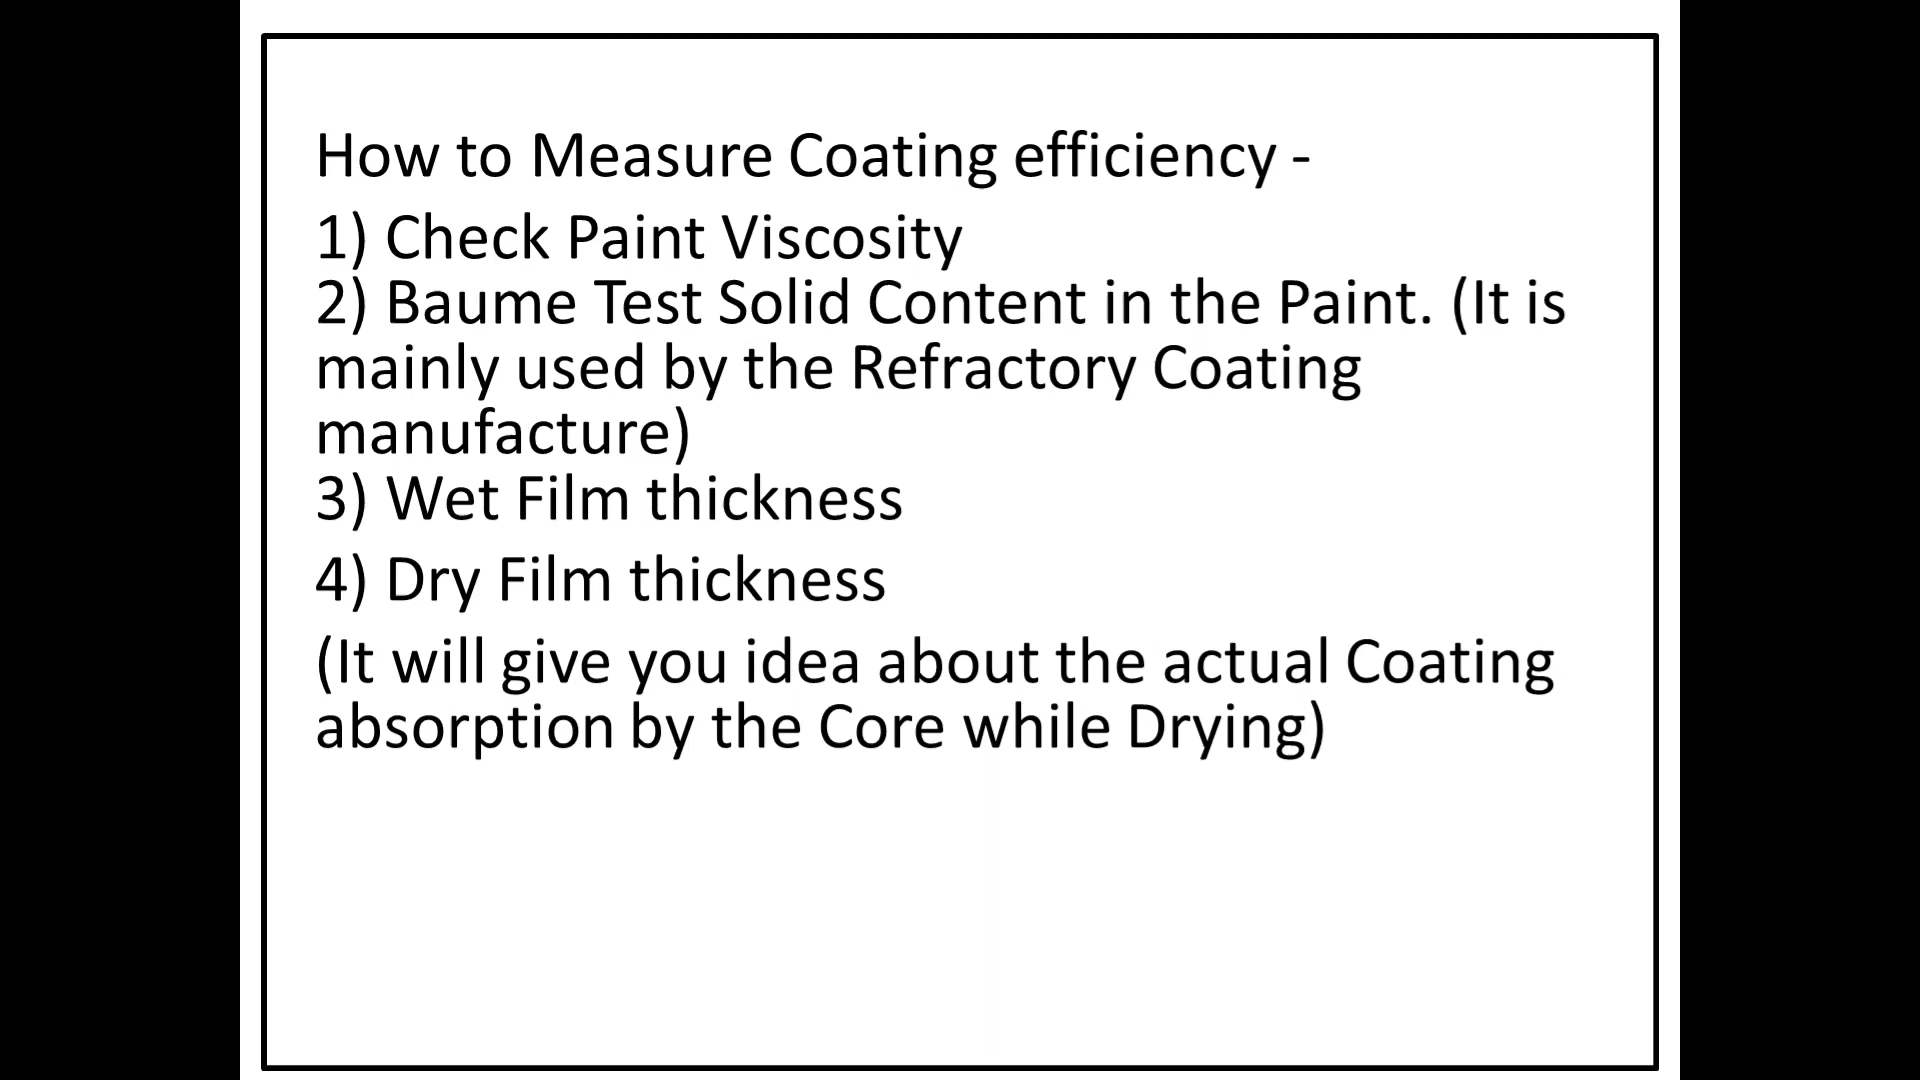 How to Measure Coating efficiency -
1) Check Paint Viscosity
2) Baume Test Solid Content in the Paint. (It is
mainly used by the Refractory Coating
manufacture)
3) Wet Film thickness
4) Dry Film thickness
(It will give you idea about the actual Coating
absorption by the Core while Drying)